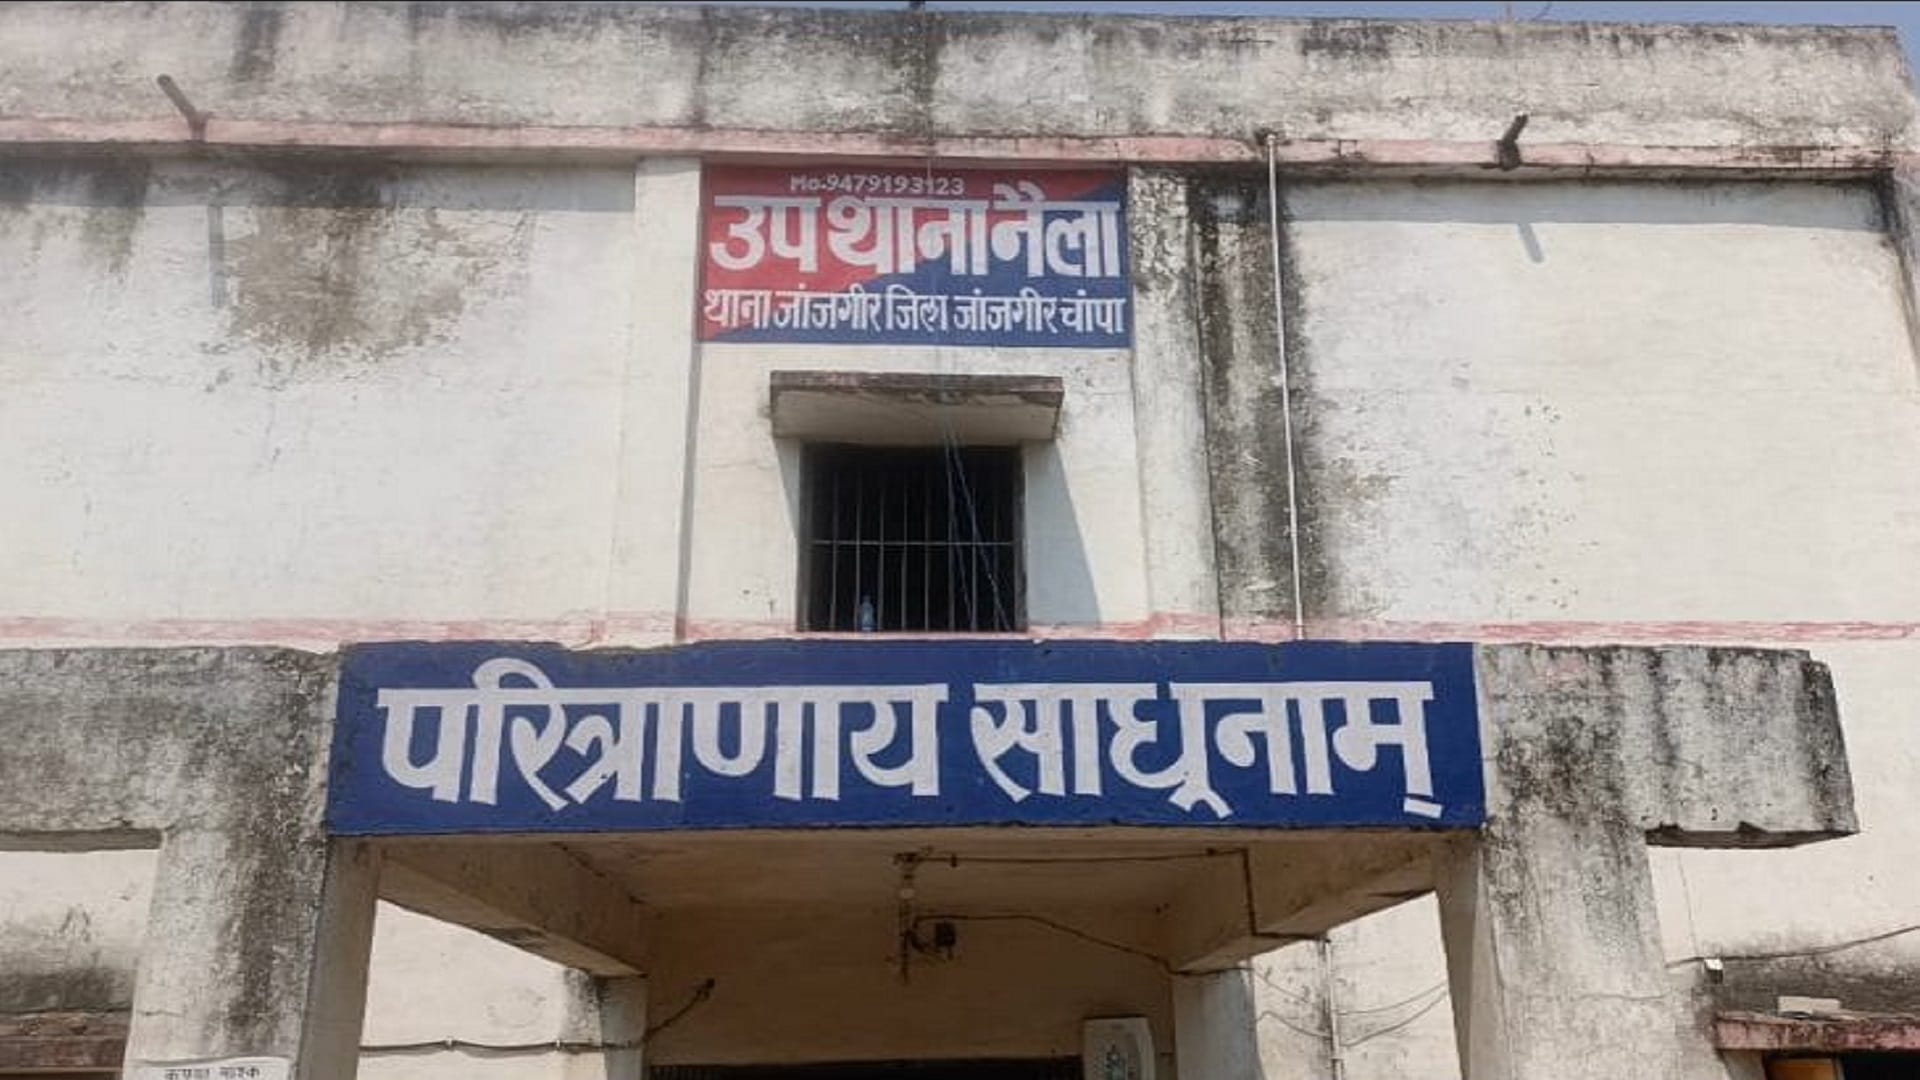 Mo.9479193123
उप थाना नैला
थाना जांजगीर जिला जांजगीर चांपा
परित्राणाय साधूनाम्